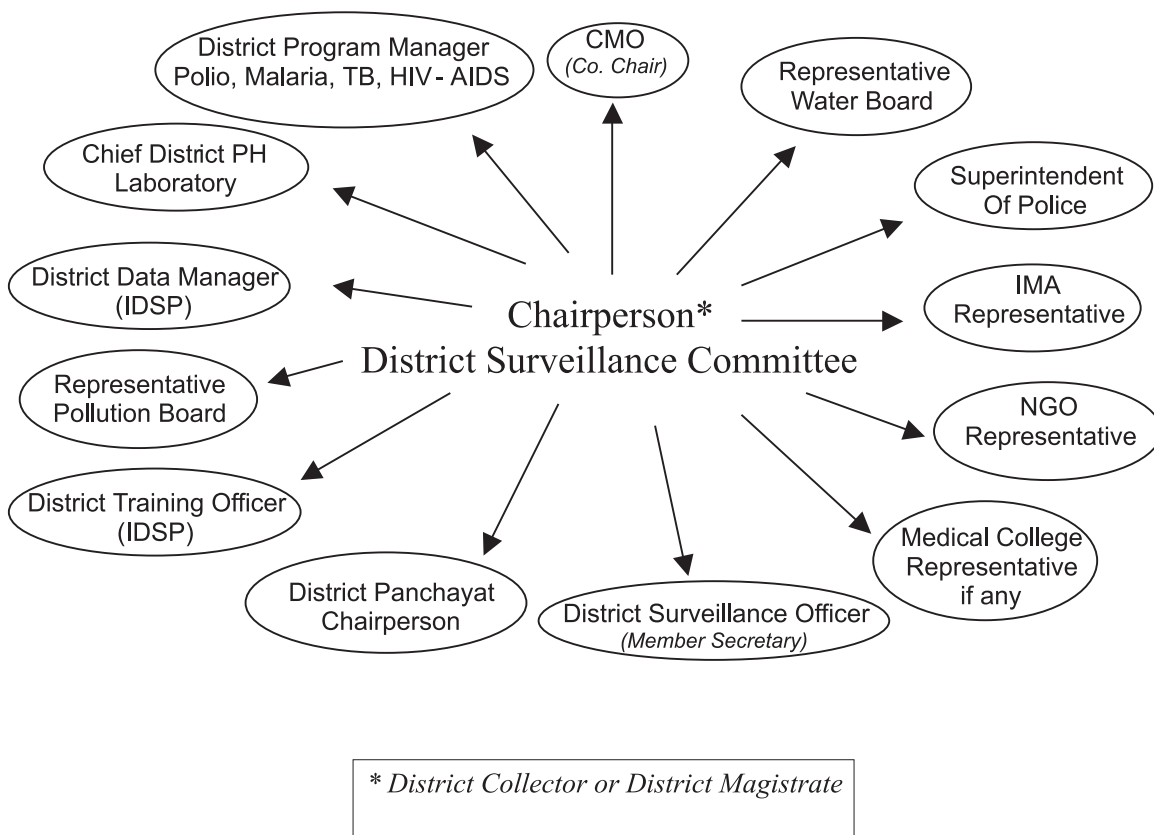 District Program Manager
Polio, Malaria, TB, HIV - AIDS
CMO
(Co. Chair)
Representative
Water Board
Chief District PH
Laboratory
Superintendent
Of Police
District Data Manager
(IDSP)
IMA
Representative
Chairperson*
District Surveillance Committee
Representative
Pollution Board
NGO
Representative
District Training Officer
(IDSP)
Medical College
Representative
if any
District Panchayat
Chairperson
District Surveillance Officer
(Member Secretary)
* District Collector or District Magistrate